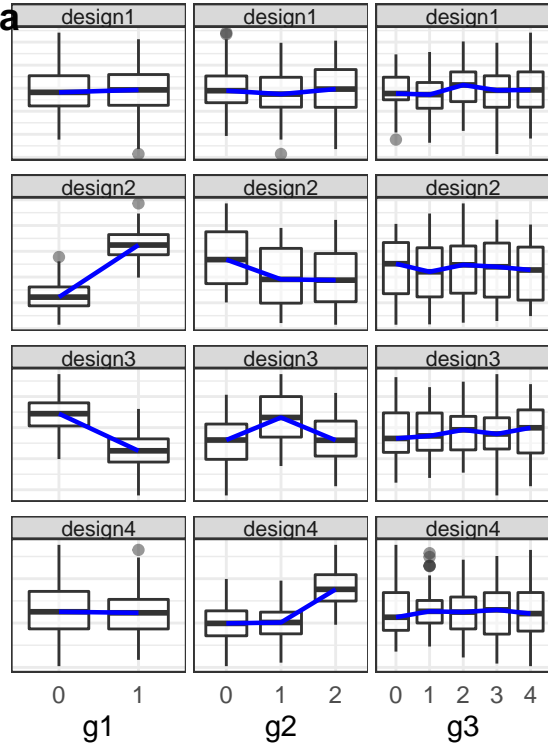 a
design1 design1 design1
design2 design2 design2
design3 design3 design3
design4 design4 design4
0 1 0 1 2 0 1 2 3 4
g1 g2 g3